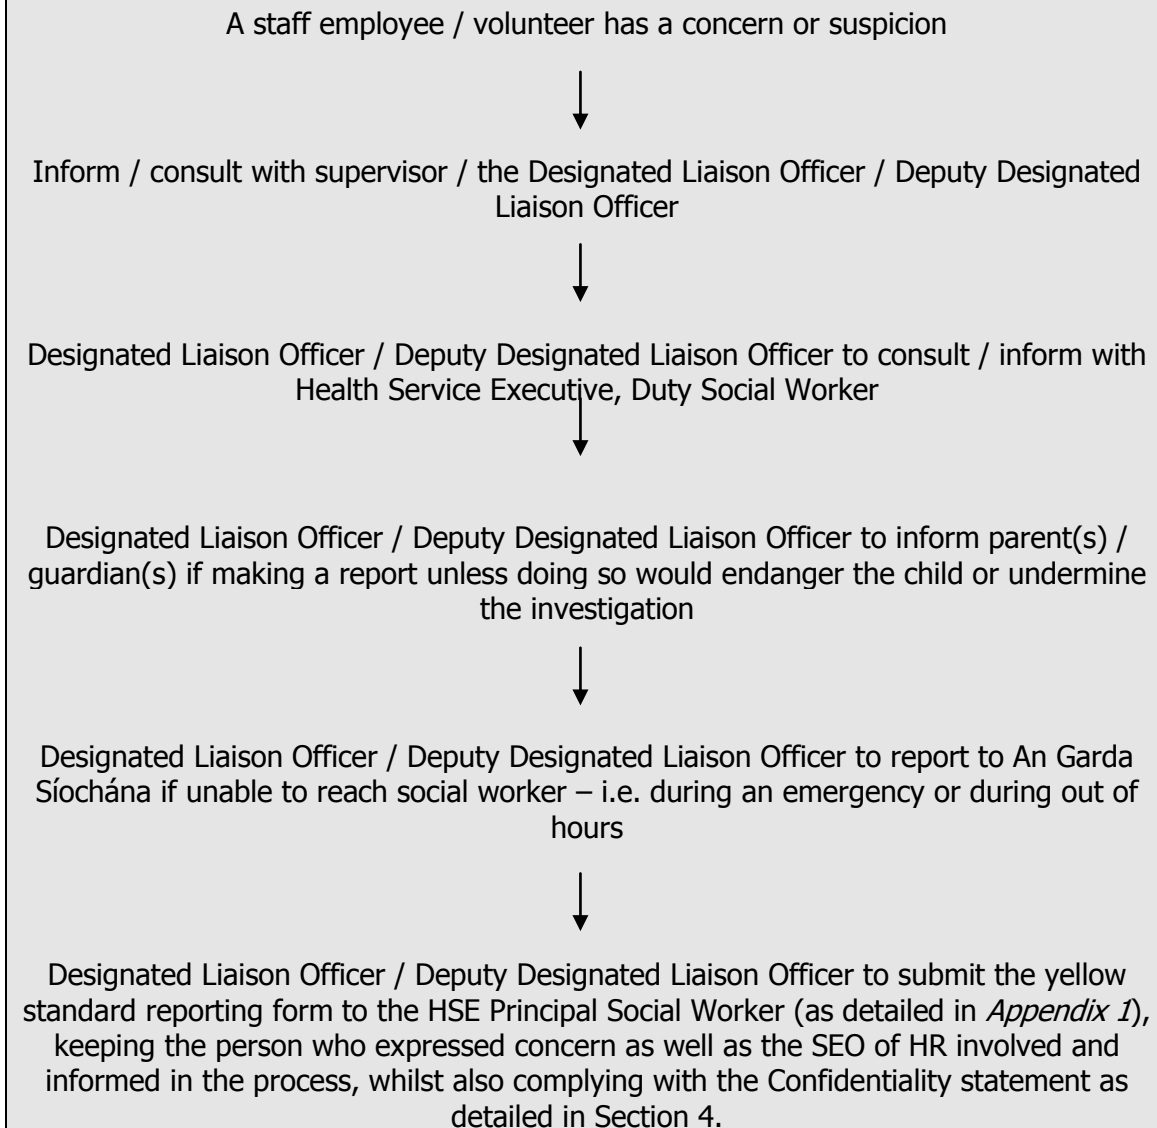 A staff employee / volunteer has a concern or suspicion
Inform / consult with supervisor / the Designated Liaison Officer / Deputy Designated
Liaison Officer
Designated Liaison Officer / Deputy Designated Liaison Officer to consult / inform with
Health Service Executive, Duty Social Worker
Designated Liaison Officer / Deputy Designated Liaison Officer to inform parent(s) /
guardian(s) if making a report unless doing so would endanger the child or undermine
the investigation
Designated Liaison Officer / Deputy Designated Liaison Officer to report to An Garda
Síochána if unable to reach social worker – i.e. during an emergency or during out of
hours
Designated Liaison Officer / Deputy Designated Liaison Officer to submit the yellow
standard reporting form to the HSE Principal Social Worker (as detailed in Appendix 1),
keeping the person who expressed concern as well as the SEO of HR involved and
informed in the process, whilst also complying with the Confidentiality statement as
detailed in Section 4.